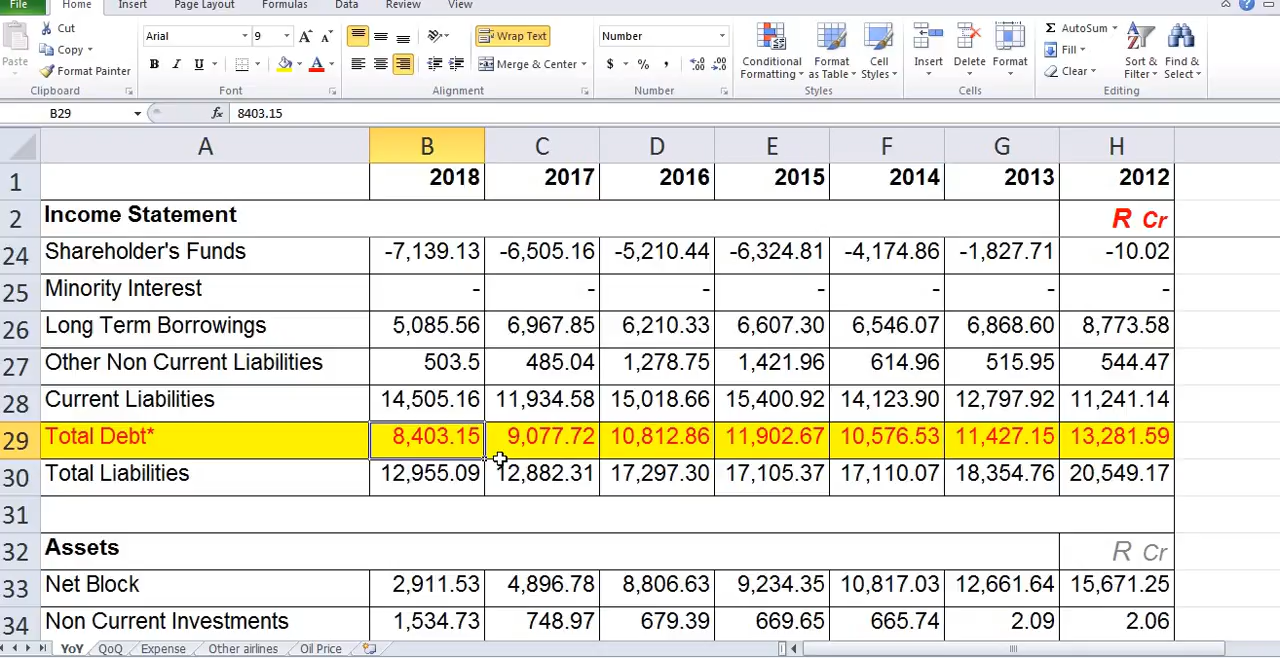 File Home Insert Page Layout Formulas Data Review View
Cut Arial 9 Wrap Text Number Σ AutoSum
Copy
Paste Format Painter B I U Merge & Center $ % , Conditional Formatting Format as Table Cell Styles Insert Delete Format Fill Clear Sort & Filter Find & Select
Clipboard Font Alignment Number Styles Cells Editing
B29 fx 8403.15
A B C D E F G H
1 2018 2017 2016 2015 2014 2013 2012
2 Income Statement R Cr
24 Shareholder's Funds -7,139.13 -6,505.16 -5,210.44 -6,324.81 -4,174.86 -1,827.71 -10.02
25 Minority Interest - - - - - - -
26 Long Term Borrowings 5,085.56 6,967.85 6,210.33 6,607.30 6,546.07 6,868.60 8,773.58
27 Other Non Current Liabilities 503.5 485.04 1,278.75 1,421.96 614.96 515.95 544.47
28 Current Liabilities 14,505.16 11,934.58 15,018.66 15,400.92 14,123.90 12,797.92 11,241.14
29 Total Debt* 8,403.15 9,077.72 10,812.86 11,902.67 10,576.53 11,427.15 13,281.59
30 Total Liabilities 12,955.09 12,882.31 17,297.30 17,105.37 17,110.07 18,354.76 20,549.17
31
32 Assets R Cr
33 Net Block 2,911.53 4,896.78 8,806.63 9,234.35 10,817.03 12,661.64 15,671.25
34 Non Current Investments 1,534.73 748.97 679.39 669.65 665.74 2.09 2.06
YoY QoQ Expense Other airlines Oil Price